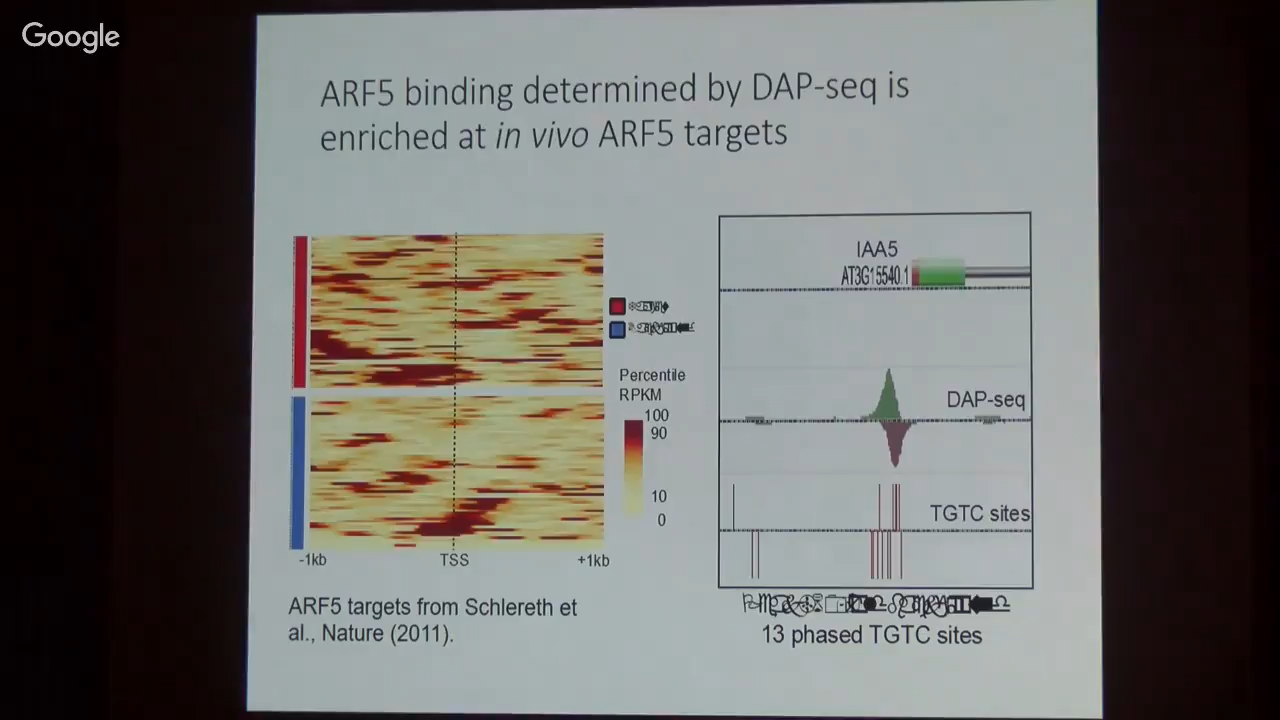 Google
ARF5 binding determined by DAP-seq is
enriched at in vivo ARF5 targets
Percentile
RPKM
100
90
10
0
-1kb
TSS
+1kb
ARF5 targets from Schlereth et
al., Nature (2011).
IAA5
AT3G15540.1
DAP-seq
TGTC sites
13 phased TGTC sites